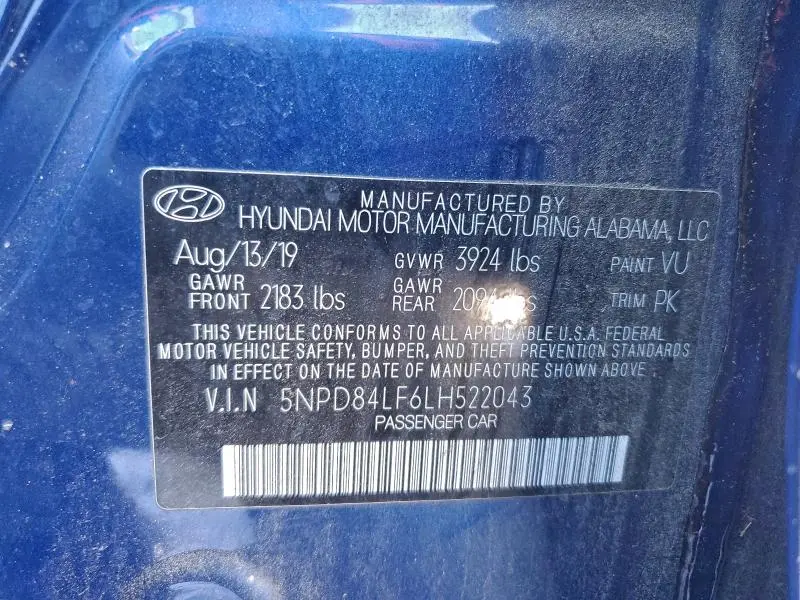 MANUFACTURED BY
HYUNDAI MOTOR MANUFACTURING ALABAMA, LLC
Aug/13/19 GVWR 3924 lbs PAINT VU
GAWR FRONT 2183 lbs GAWR REAR lbs TRIM PK
THIS VEHICLE CONFORMS TO ALL APPLICABLE U.S.A. FEDERAL
MOTOR VEHICLE SAFETY, BUMPER, AND THEFT PREVENTION STANDARDS
IN EFFECT ON THE DATE OF MANUFACTURE SHOWN ABOVE.
V.I.N 5NPD84LF6LH522043
PASSENGER CAR